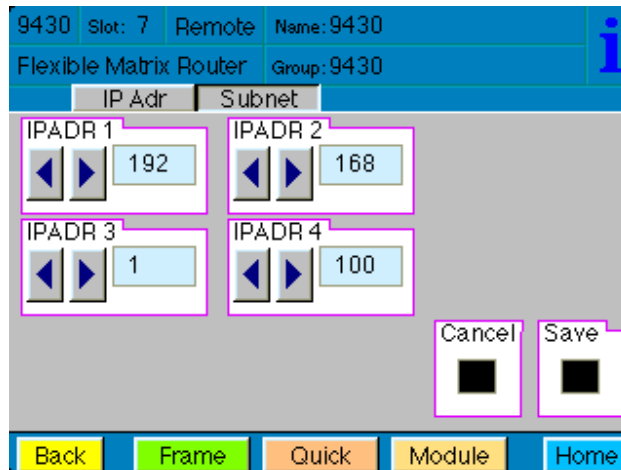 9430 Slot: 7 Remote Name: 9430
Flexible Matrix Router Group: 9430
i
IP Adr Subnet
IPADR 1 IPADR 2
192 168
IPADR 3 IPADR 4
1 100
Cancel Save
Back Frame Quick Module Home